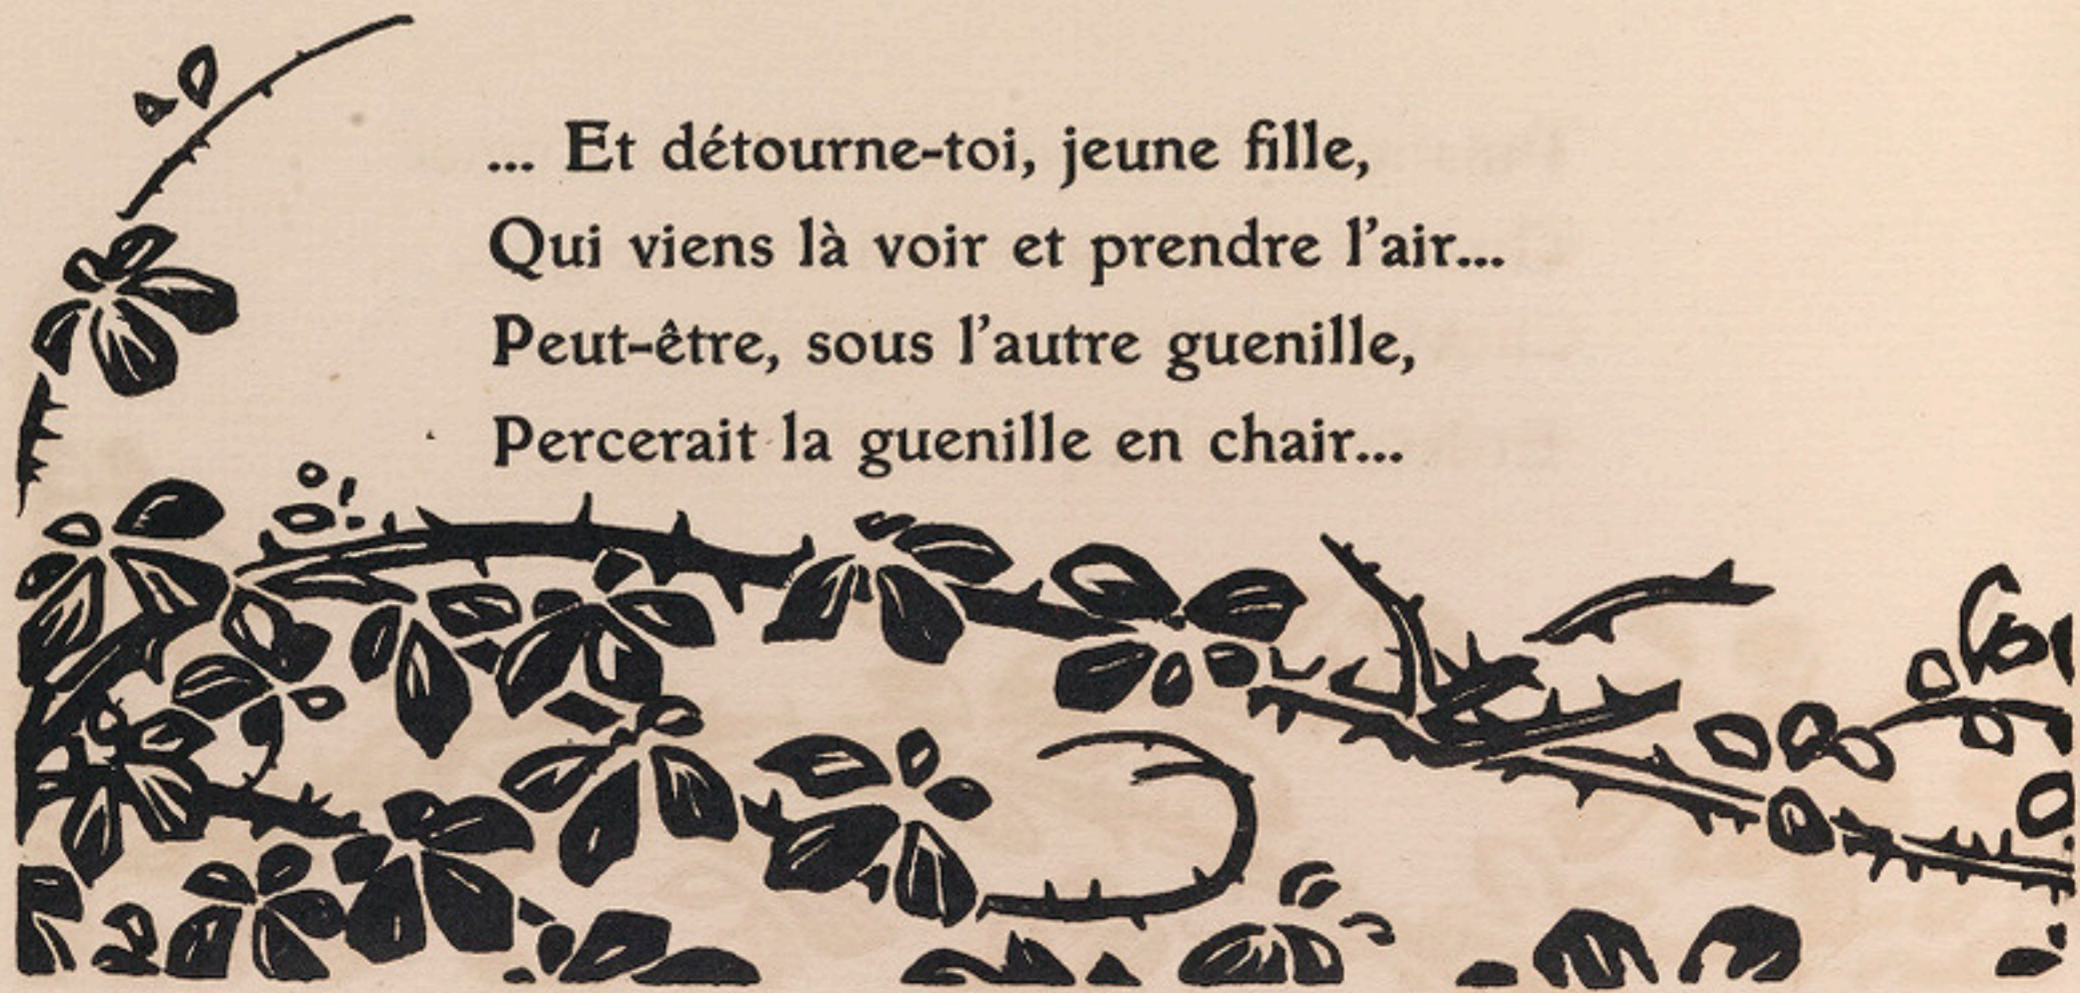 ... Et détourne-toi, jeune fille,
Qui viens là voir et prendre l'air...
Peut-être, sous l'autre guenille,
Percerait la guenille en chair...